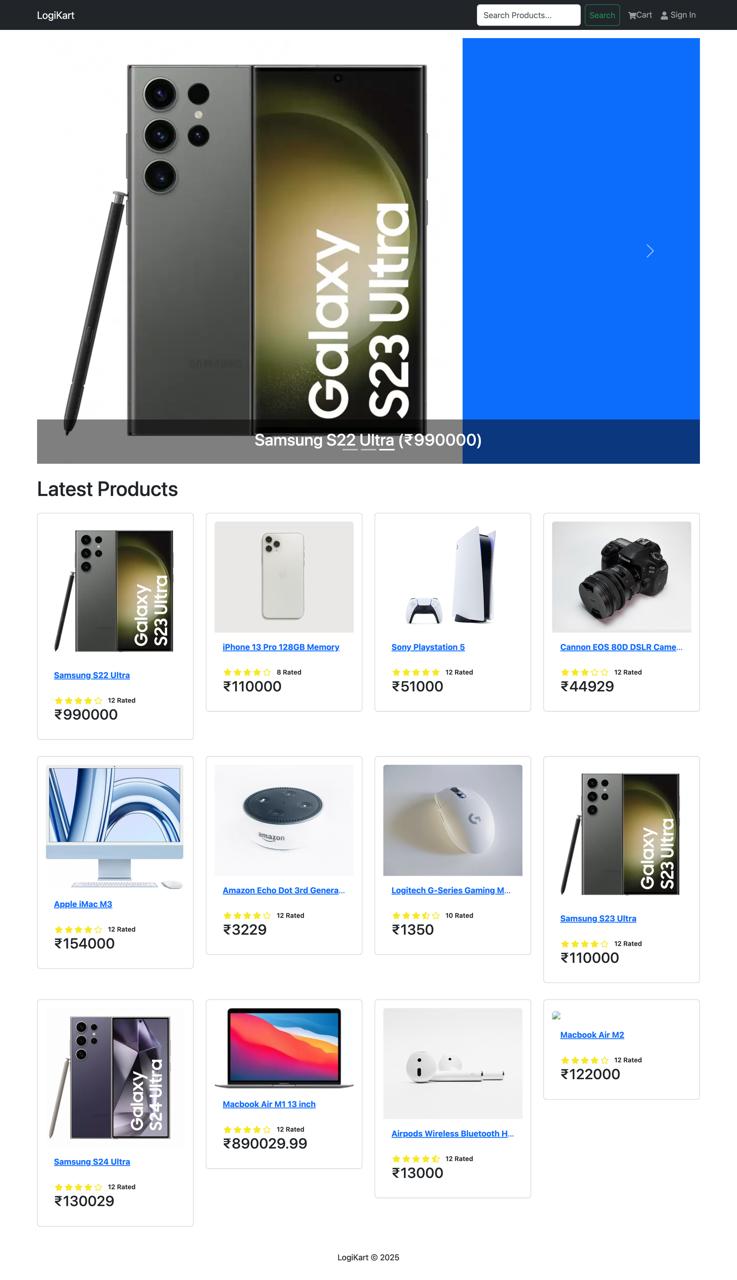 LogiKart
Search Products...
Search
Cart
Sign In
SAMSUNG
Galaxy
S23 Ultra
Samsung S22 Ultra (₹990000)
Latest Products
Galaxy
S23 Ultra
Samsung S22 Ultra
12 Rated
₹990000
iPhone 13 Pro 128GB Memory
8 Rated
₹110000
Sony Playstation 5
12 Rated
₹51000
Cannon EOS 80D DSLR Came...
12 Rated
₹44929
Apple iMac M3
12 Rated
₹154000
amazon
Amazon Echo Dot 3rd Genera...
12 Rated
₹3229
Logitech G-Series Gaming M...
10 Rated
₹1350
Galaxy
S23 Ultra
Samsung S23 Ultra
12 Rated
₹110000
Galaxy
S24 Ultra
Samsung S24 Ultra
12 Rated
₹130029
Macbook Air M1 13 inch
12 Rated
₹890029.99
Airpods Wireless Bluetooth H...
12 Rated
₹13000
Macbook Air M2
12 Rated
₹122000
LogiKart © 2025